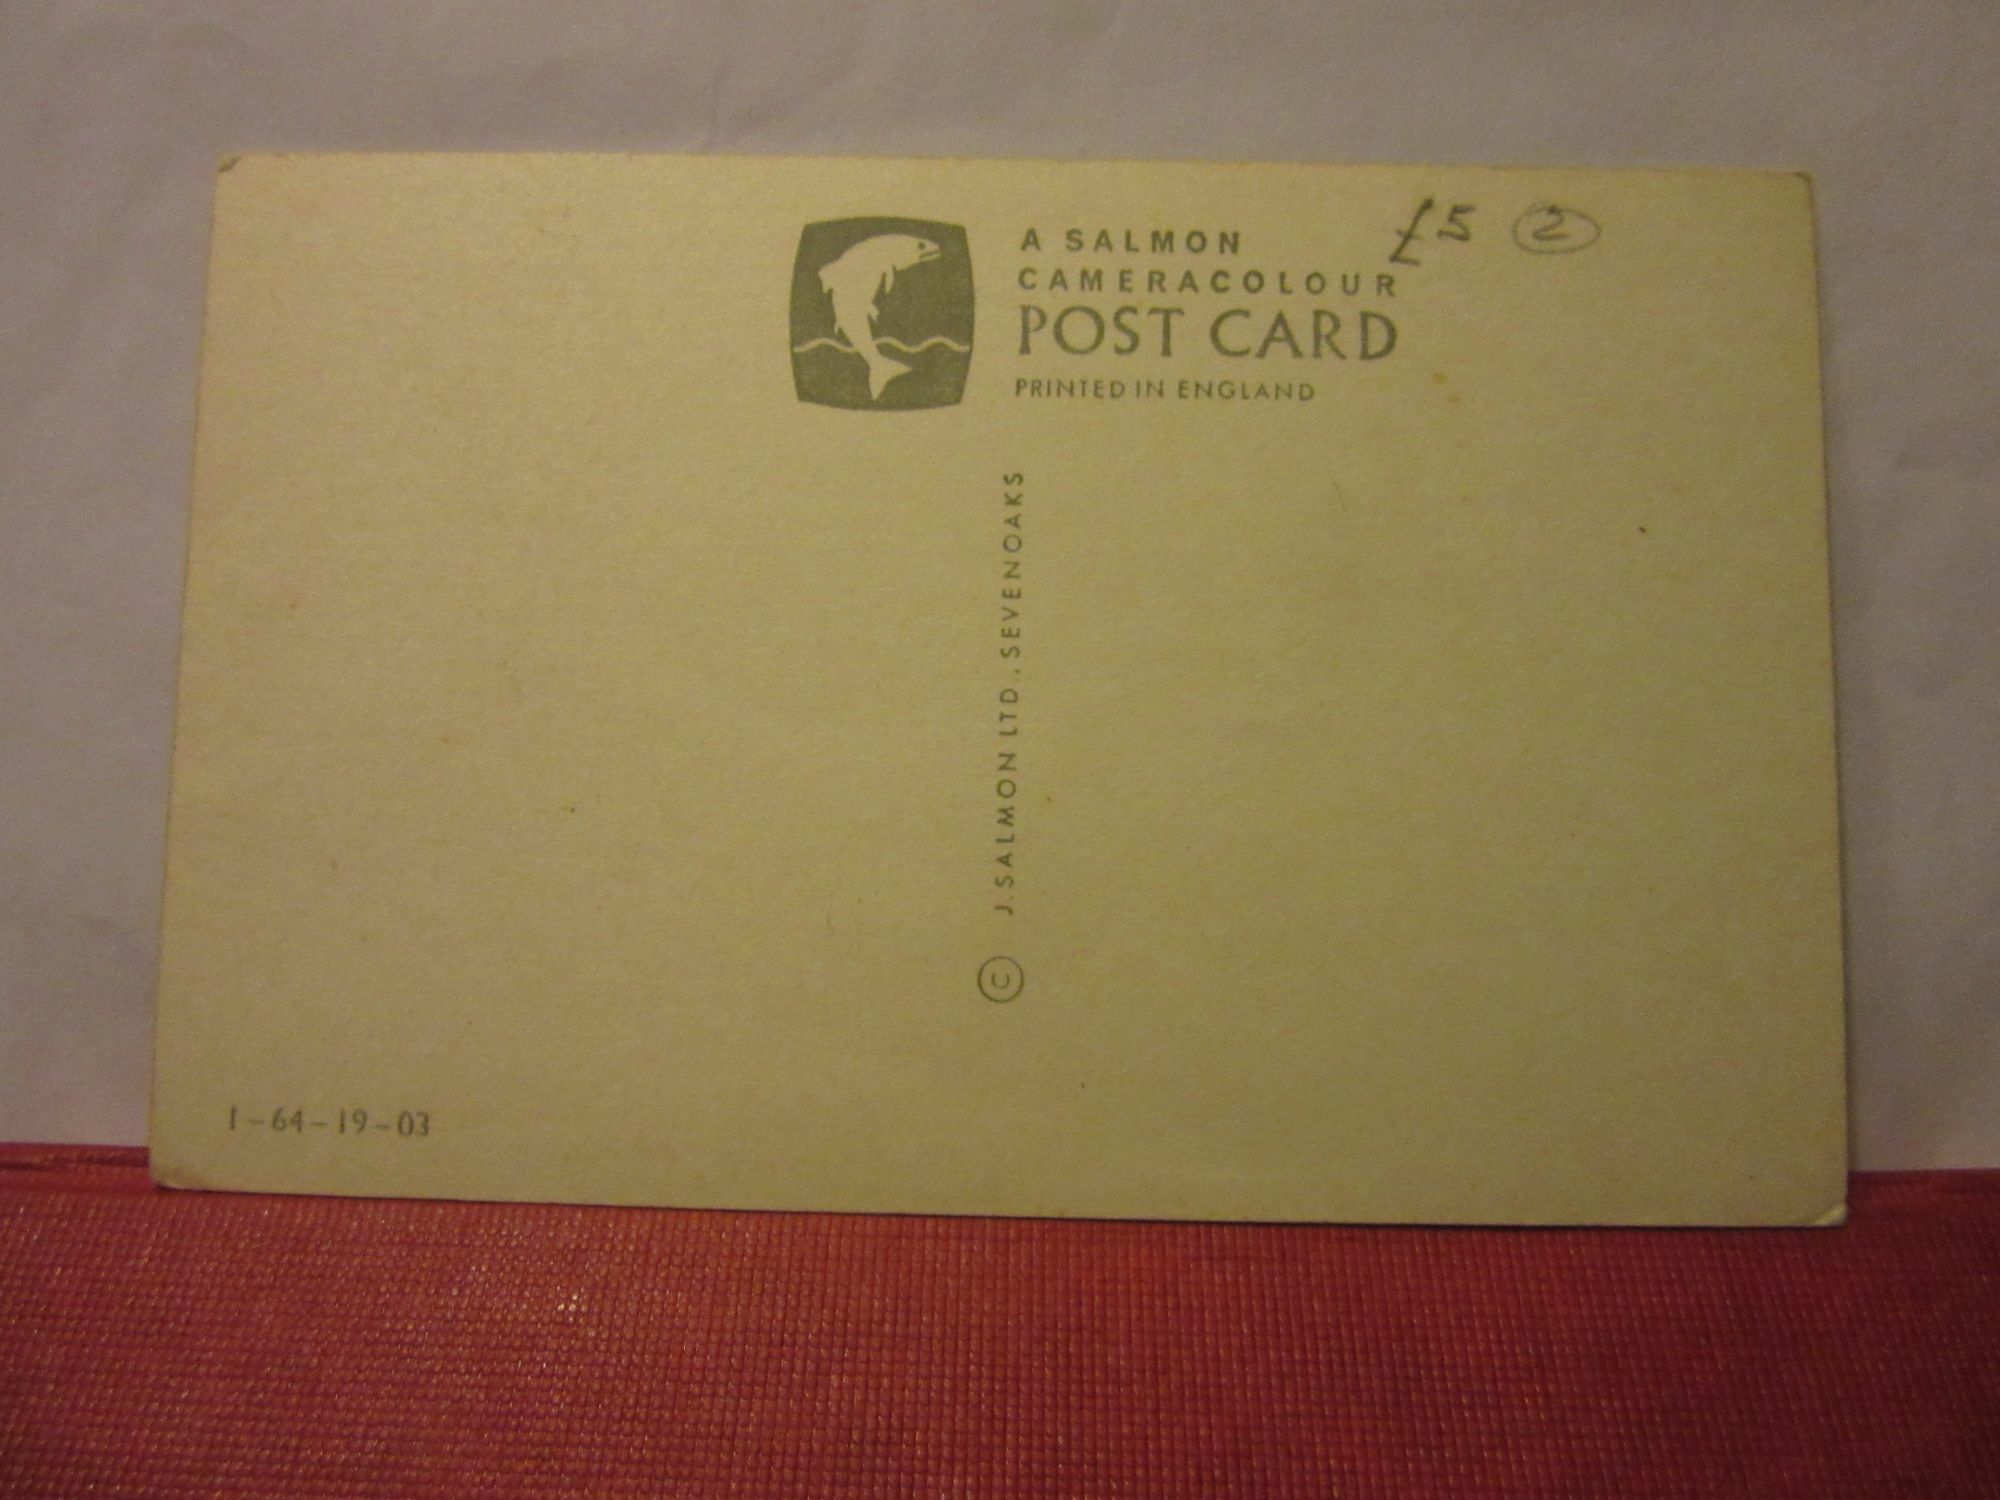 £5 2
A SALMON
CAMERACOLOUR
POST CARD
PRINTED IN ENGLAND
© J. SALMON LTD., SEVENOAKS
1-64-19-03